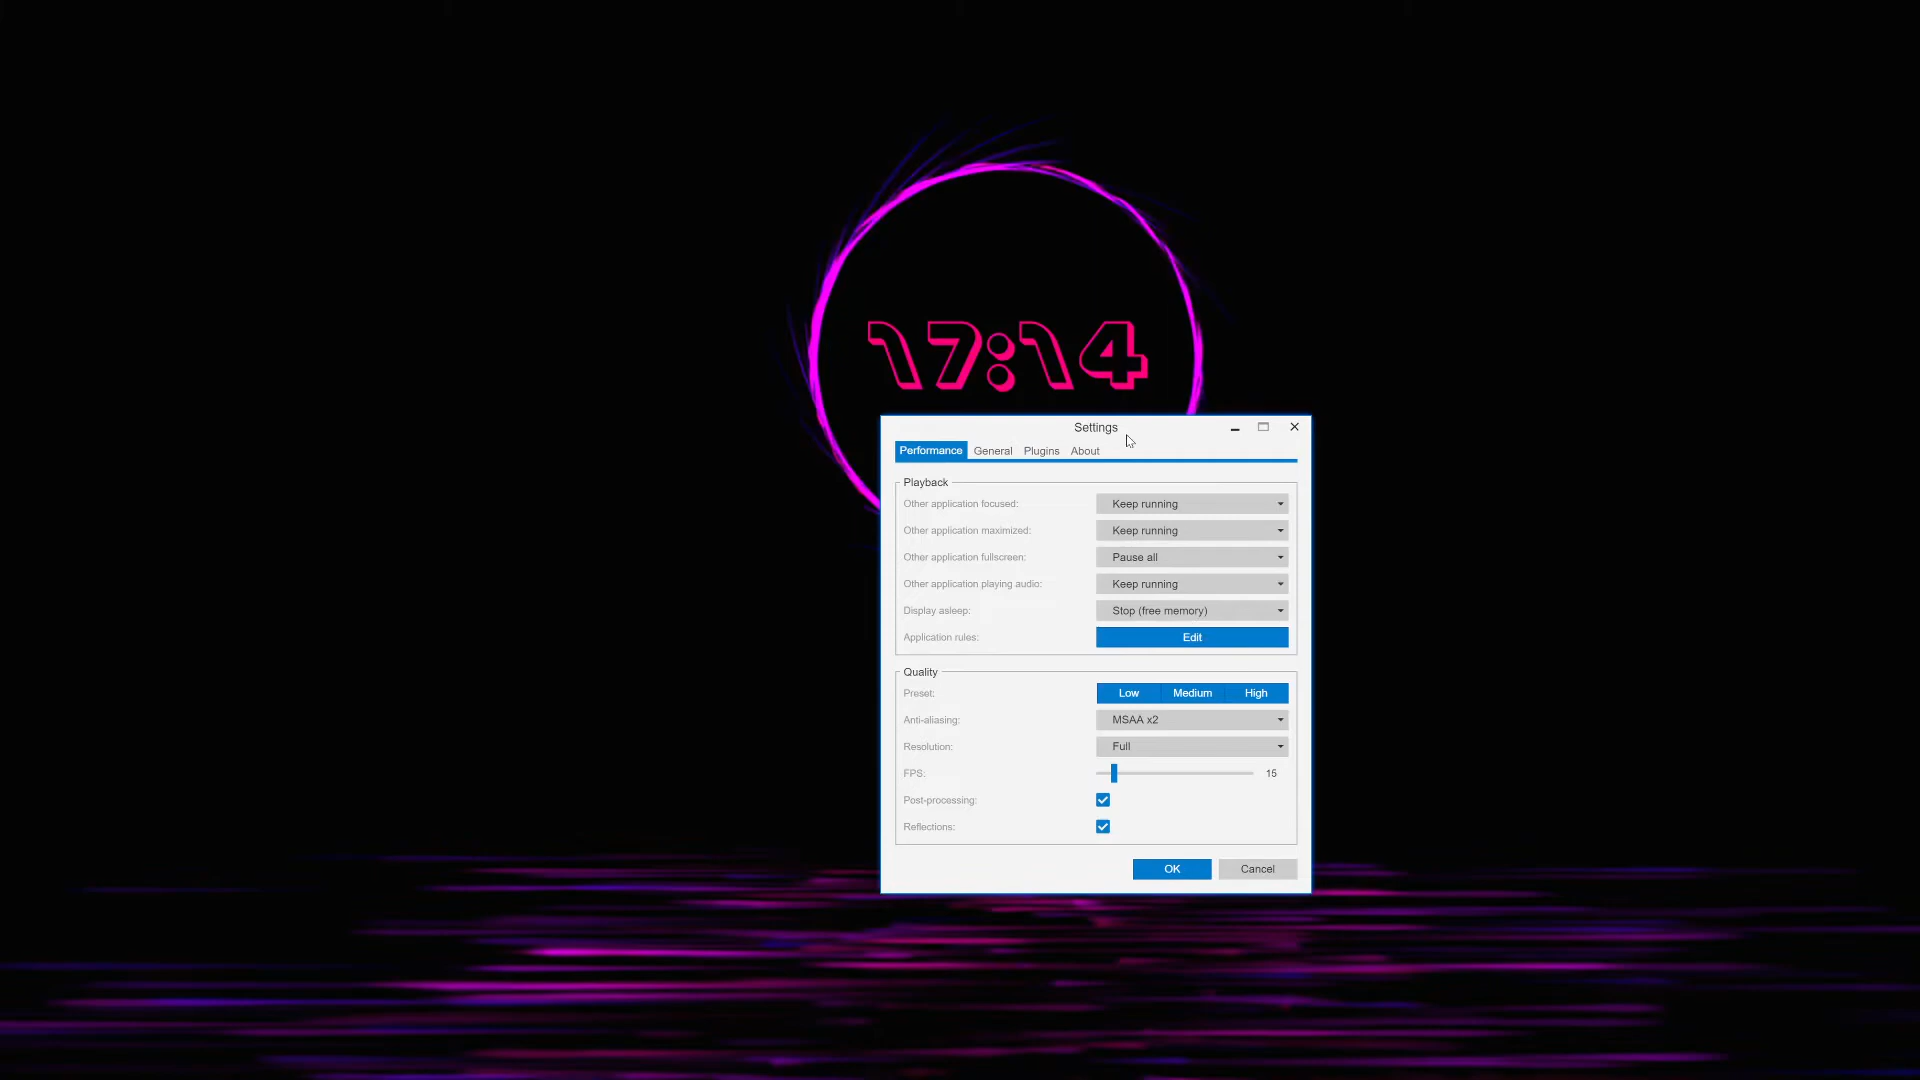 17:14
Settings
Performance General Plugins About
Playback
Other application focused: Keep running
Other application maximized: Keep running
Other application fullscreen: Pause all
Other application playing audio: Keep running
Display asleep: Stop (free memory)
Application rules: Edit
Quality
Preset: Low Medium High
Anti-aliasing: MSAA x2
Resolution: Full
FPS: 15
Post-processing:
Reflections:
OK Cancel